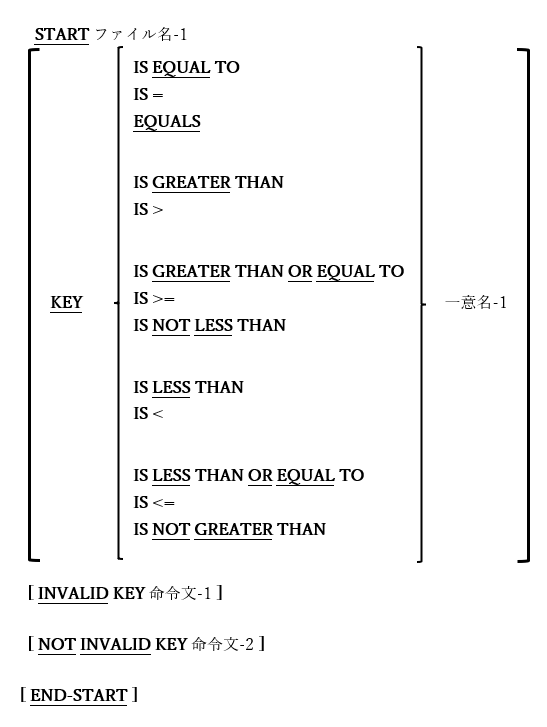 START ファイル名-1
IS EQUAL TO
IS =
EQUALS
IS GREATER THAN
IS >
IS GREATER THAN OR EQUAL TO
IS >=
KEY
一意名-1
IS NOT LESS THAN
IS LESS THAN
IS <
IS LESS THAN OR EQUAL TO
IS <=
IS NOT GREATER THAN
[ INVALID KEY 命令文-1 ]
[ NOT INVALID KEY 命令文-2 ]
[ END-START ]